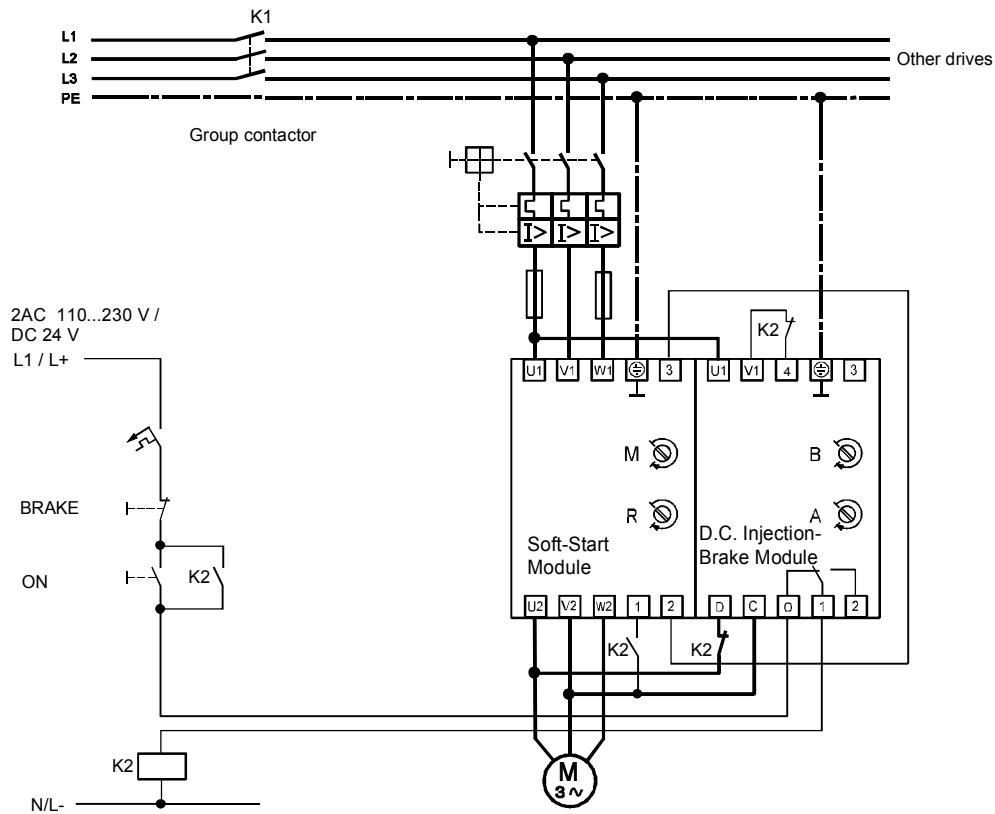 K1
L1
L2
Other drives
L3
PE
Group contactor
I> I> I>
2AC 110...230 V /
DC 24 V
K2
L1 / L+
U1 V1 W1 3 U1 V1 4 3
M B
BRAKE
R A
Soft-Start
Module
D.C. Injection-
Brake Module
ON
K2
U2 V2 W2 1 2 D C 0 1 2
K2 K2
K2
M
3 ~
N/L-